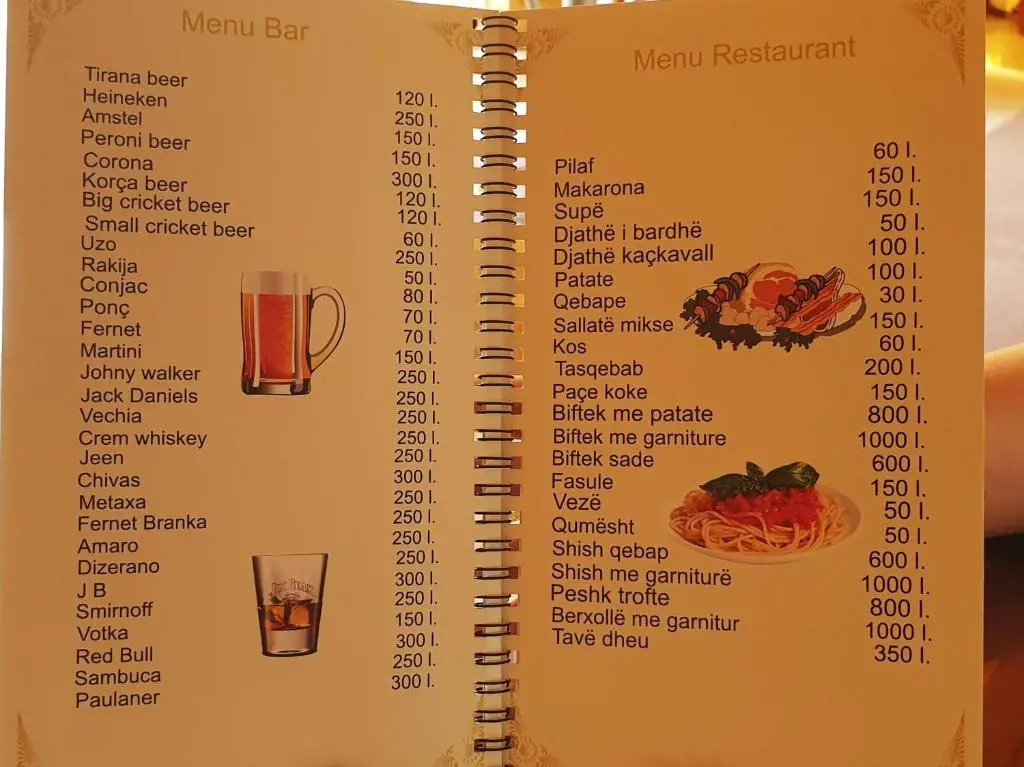 Menu Bar
Tirana beer 120 l.
Heineken 250 l.
Amstel 150 l.
Peroni beer 150 l.
Corona 300 l.
Korça beer 120 l.
Big cricket beer 120 l.
Small cricket beer 60 l.
Uzo 250 l.
Rakija 50 l.
Conjac 80 l.
Ponç 70 l.
Fernet 70 l.
Martini 150 l.
Johny walker 250 l.
Jack Daniels 250 l.
Vechia 250 l.
Crem whiskey 250 l.
Jeen 250 l.
Chivas 300 l.
Metaxa 250 l.
Fernet Branka 250 l.
Amaro 250 l.
Dizerano 250 l.
J B 300 l.
Smirnoff 250 l.
Votka 150 l.
Red Bull 300 l.
Sambuca 250 l.
Paulaner 300 l.
JIM BEAM
Menu Restaurant
Pilaf 60 l.
Makarona 150 l.
Supë 150 l.
Djathë i bardhë 50 l.
Djathë kaçkavall 100 l.
Patate 100 l.
Qebape 30 l.
Sallatë mikse 150 l.
Kos 60 l.
Tasqebab 200 l.
Paçe koke 150 l.
Biftek me patate 800 l.
Biftek me garniture 1000 l.
Biftek sade 600 l.
Fasule 150 l.
Vezë 50 l.
Qumësht 50 l.
Shish qebap 600 l.
Shish me garniturë 1000 l.
Peshk trofte 800 l.
Berxollë me garnitur 1000 l.
Tavë dheu 350 l.